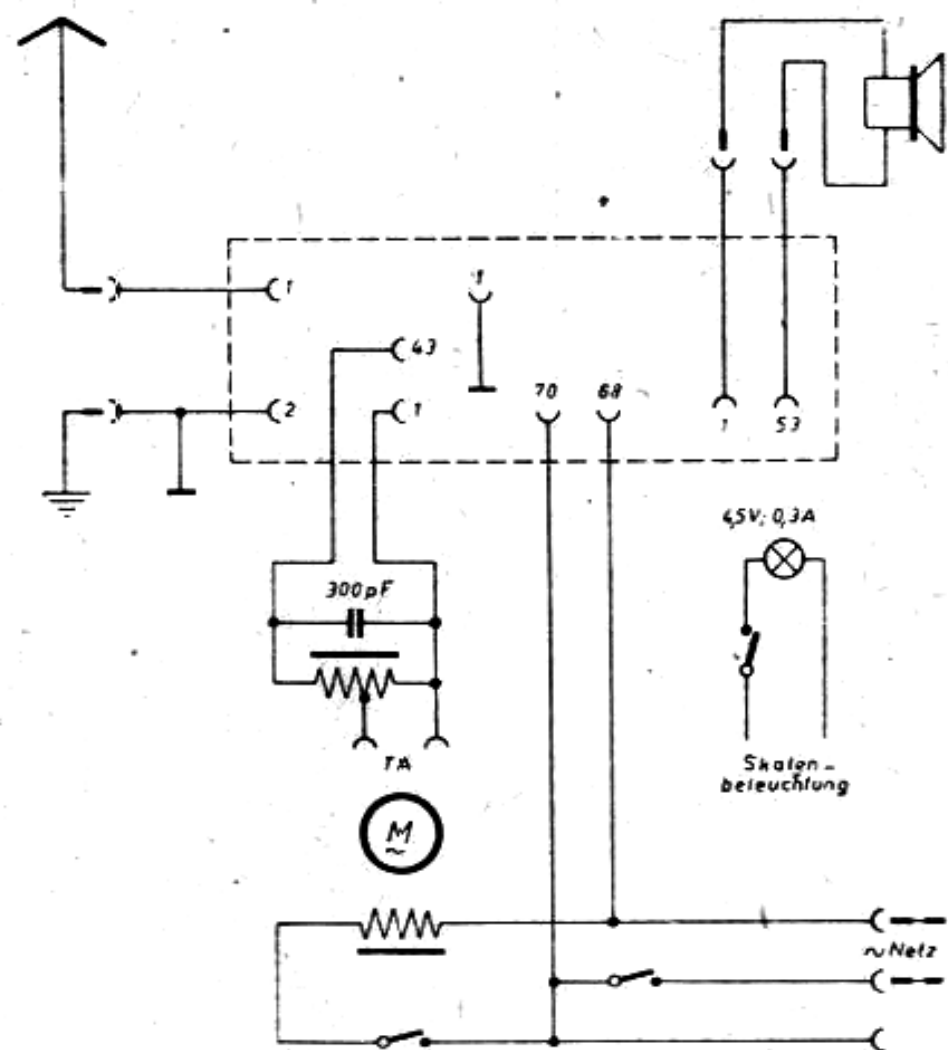 1
1
43
2
1
70
68
1
53
4,5V; 0,3A
300pF
Skalen-
beleuchtung
TA
M
~
~Netz